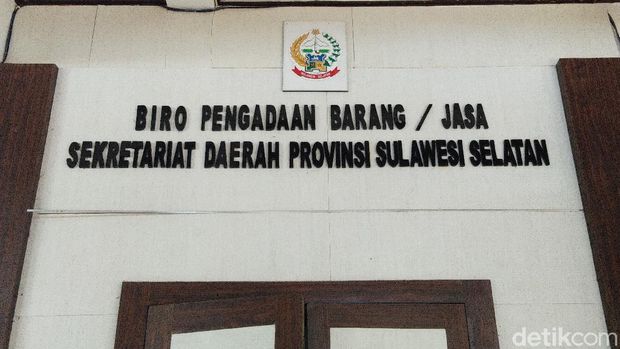 BIRO PENGADAAN BARANG / JASA
SEKRETARIAT DAERAH PROVINSI SULAWESI SELATAN
detikcom